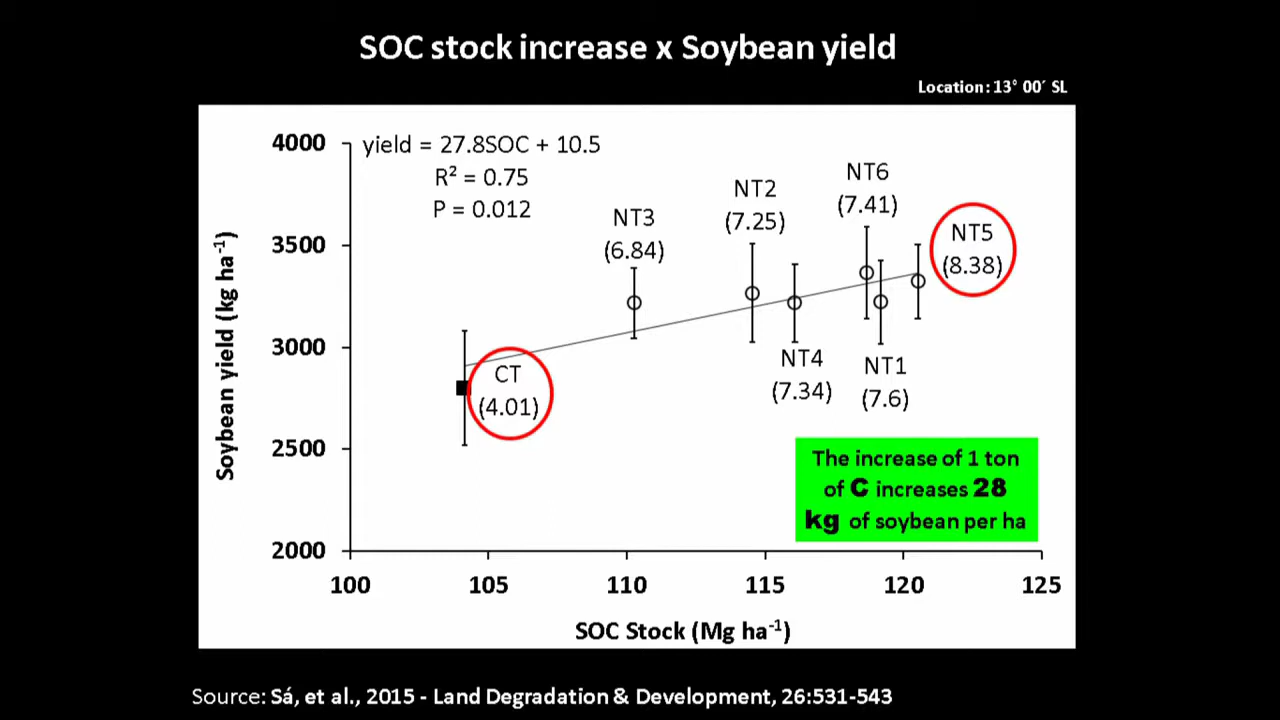 SOC stock increase x Soybean yield
Location: 13° 00´ SL
yield = 27.8SOC + 10.5
R² = 0.75
P = 0.012
4000
3500
3000
2500
2000
Soybean yield (kg ha⁻¹)
NT3
(6.84)
NT2
(7.25)
NT6
(7.41)
NT5
(8.38)
CT
(4.01)
NT4
(7.34)
NT1
(7.6)
The increase of 1 ton
of C increases 28
kg of soybean per ha
100 105 110 115 120 125
SOC Stock (Mg ha⁻¹)
Source: Sá, et al., 2015 - Land Degradation & Development, 26:531-543